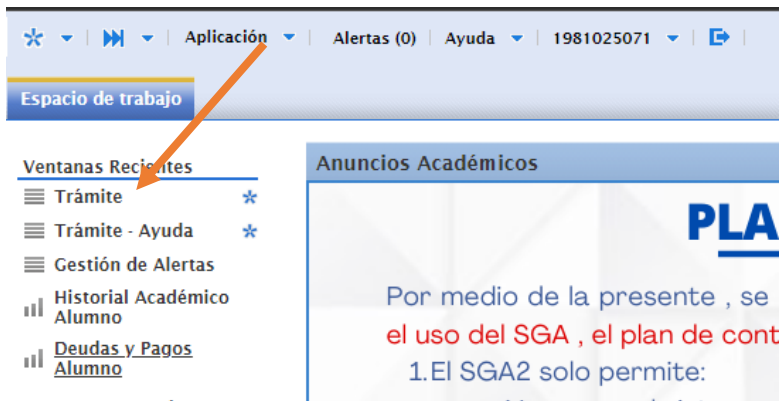 Aplicación
Alertas (0)
Ayuda
1981025071
Espacio de trabajo
Ventanas Recientes
Trámite
Trámite - Ayuda
Gestión de Alertas
Historial Académico
Alumno
Deudas y Pagos
Alumno
Anuncios Académicos
PLA
Por medio de la presente , se
el uso del SGA , el plan de cont
1.El SGA2 solo permite: